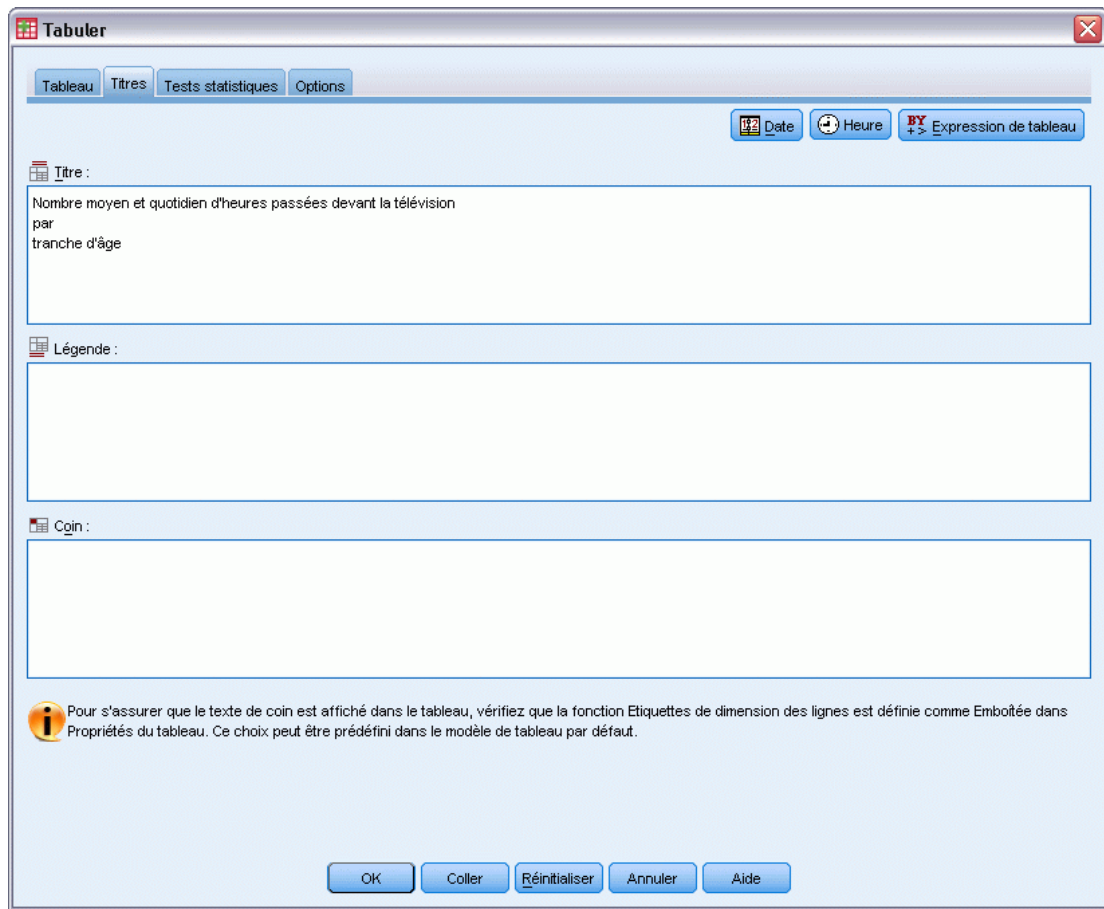 Tabuler
Tableau Titres Tests statistiques Options
Date Heure BY + > Expression de tableau
Titre :
Nombre moyen et quotidien d'heures passées devant la télévision
par
tranche d'âge
Légende :
Coin :
Pour s'assurer que le texte de coin est affiché dans le tableau, vérifiez que la fonction Etiquettes de dimension des lignes est définie comme Emboîtée dans
Propriétés du tableau. Ce choix peut être prédéfini dans le modèle de tableau par défaut.
OK Coller Réinitialiser Annuler Aide